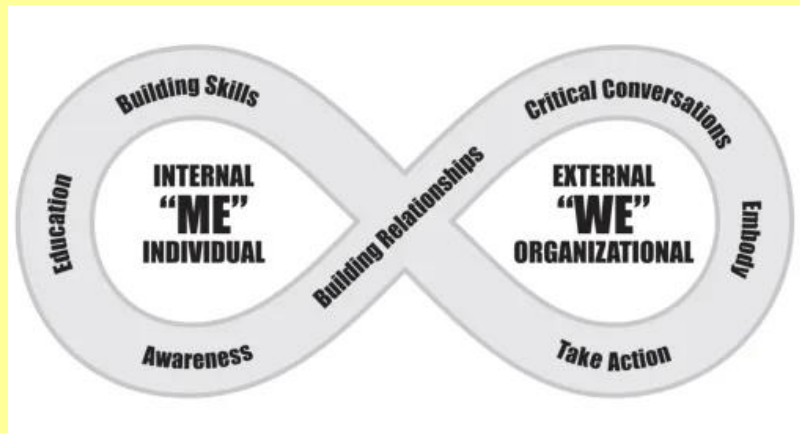 Building Skills
Education
INTERNAL
“ME”
INDIVIDUAL
Awareness
Building Relationships
Critical Conversations
EXTERNAL
“WE”
ORGANIZATIONAL
Embody
Take Action